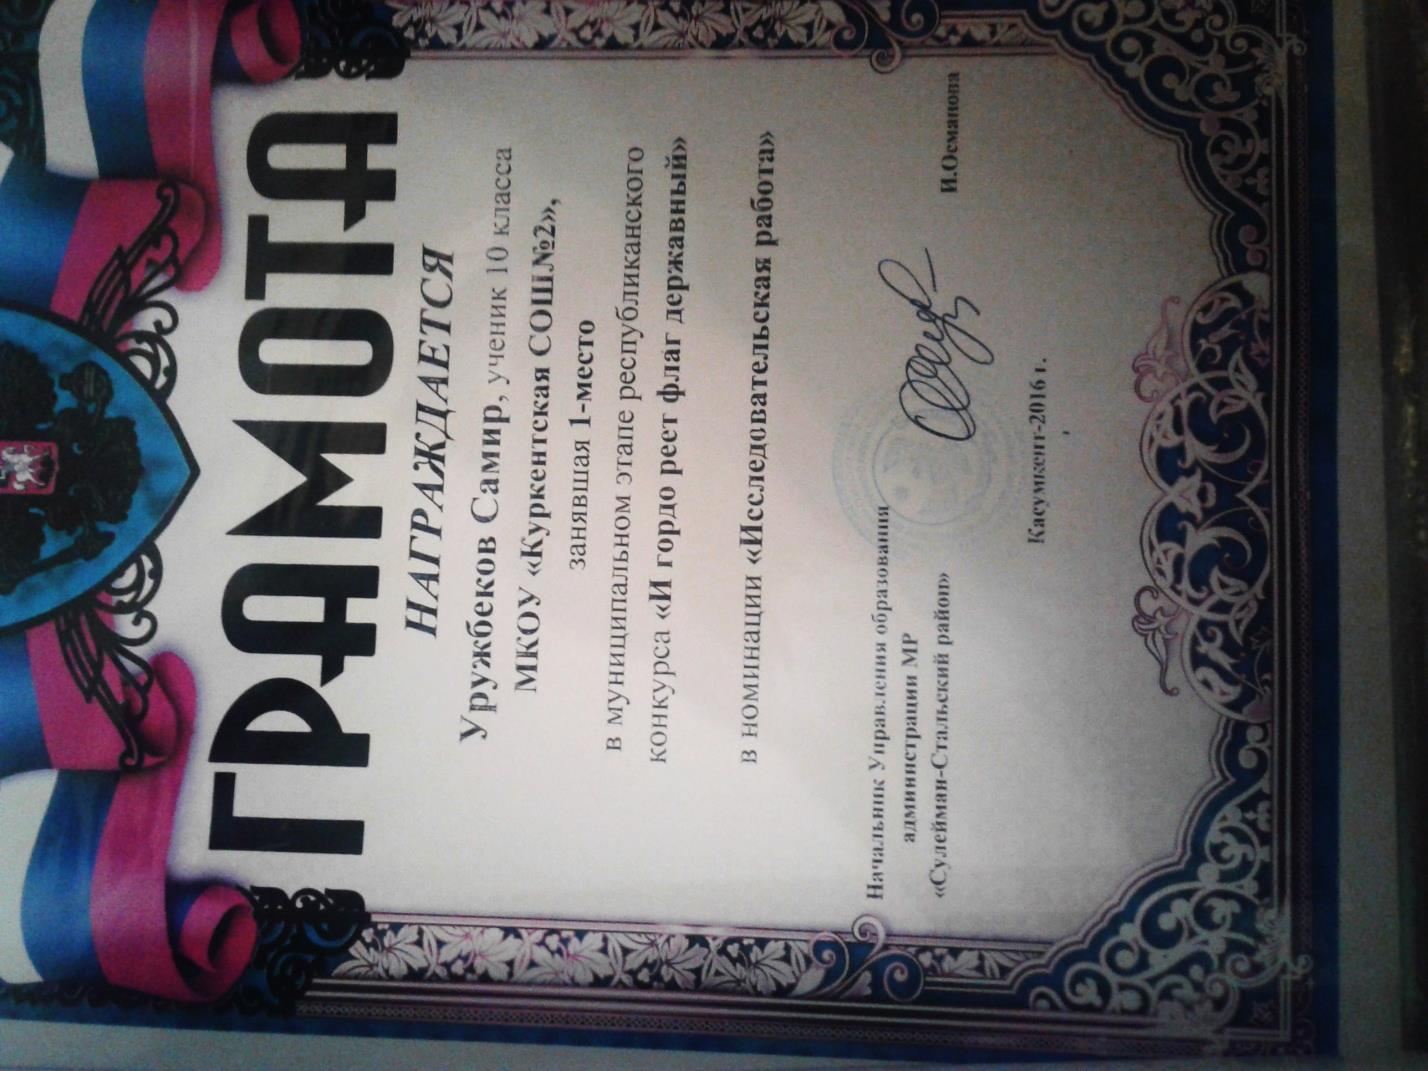 ГРАМОТА
НАГРАЖДАЕТСЯ
Уружбеков Самир, ученик 10 класса
МКОУ «Куркентская СОШ№2»,
занявшая 1-место
в муниципальном этапе республиканского
конкурса «И гордо реет флаг державный»
в номинации «Исследовательская работа»
Начальник Управления образования
администрации МР
«Сулейман-Стальский район» И.Османова
Касумкент-2016 г.